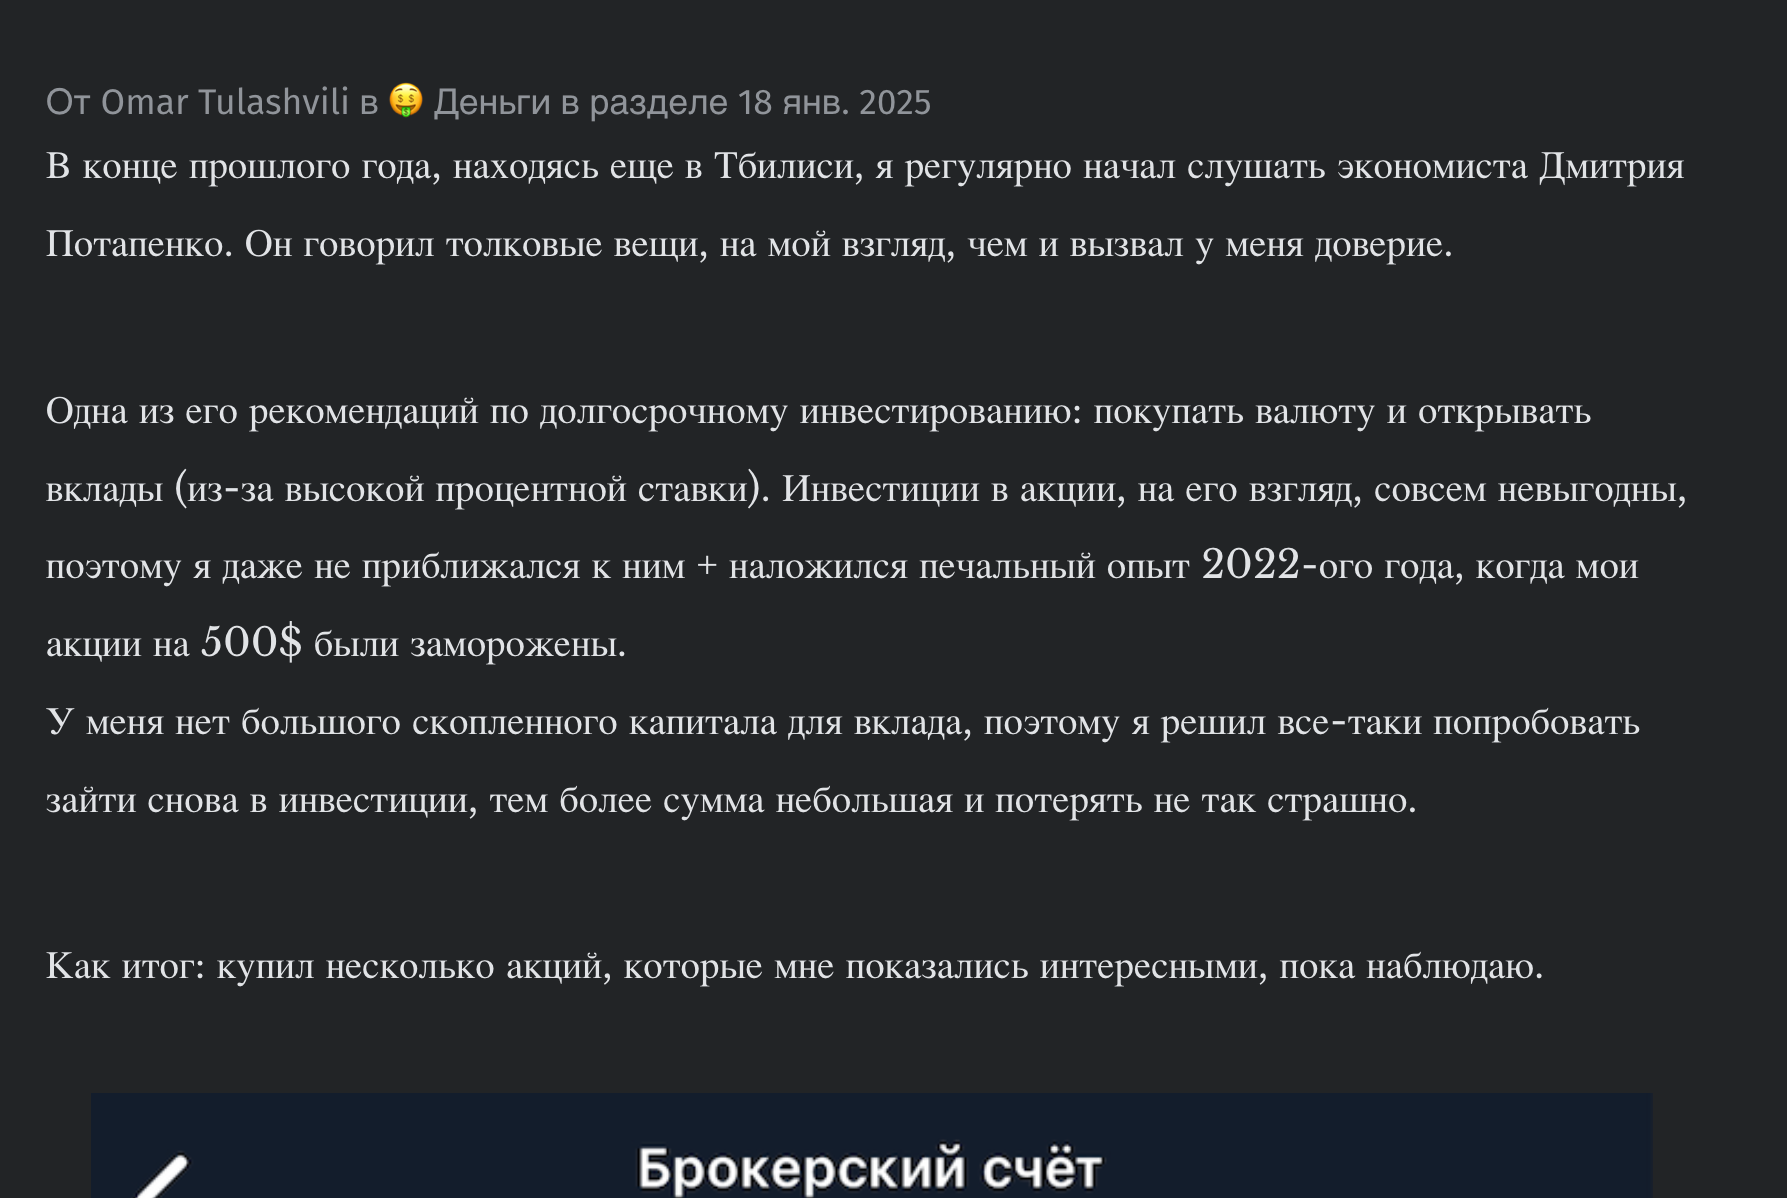 От Omar Tulashvili в 🤑 Деньги в разделе 18 янв. 2025
В конце прошлого года, находясь еще в Тбилиси, я регулярно начал слушать экономиста Дмитрия
Потапенко. Он говорил толковые вещи, на мой взгляд, чем и вызвал у меня доверие.
Одна из его рекомендаций по долгосрочному инвестированию: покупать валюту и открывать
вклады (из-за высокой процентной ставки). Инвестиции в акции, на его взгляд, совсем невыгодны,
поэтому я даже не приближался к ним + наложился печальный опыт 2022-ого года, когда мои
акции на 500$ были заморожены.
У меня нет большого скопленного капитала для вклада, поэтому я решил все-таки попробовать
зайти снова в инвестиции, тем более сумма небольшая и потерять не так страшно.
Как итог: купил несколько акций, которые мне показались интересными, пока наблюдаю.
Брокерский счёт